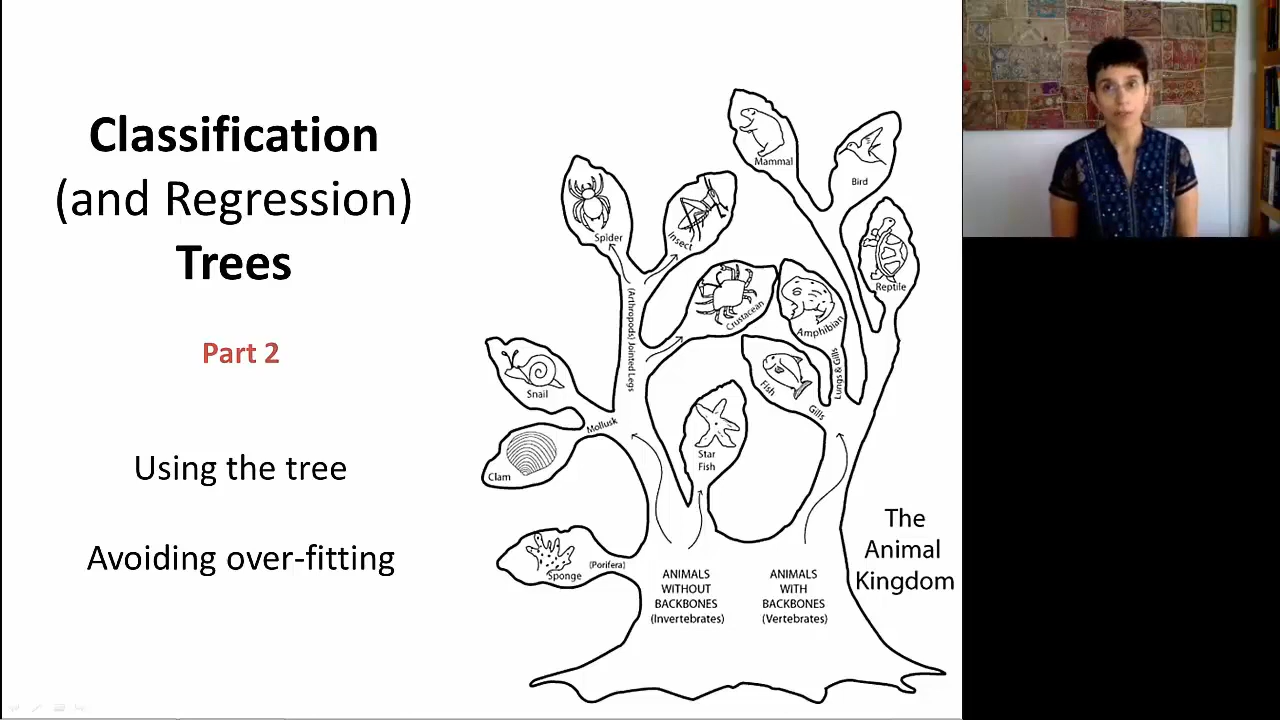 Classification
(and Regression)
Trees
Part 2
Using the tree
Avoiding over-fitting
Mammal
Bird
Spider
Insect
Reptile
Crustacean
Amphibian
(Arthropods) Jointed Legs
Lungs & Gills
Fish
Gills
Snail
Mollusk
Star
Fish
Clam
The
Animal
Kingdom
Sponge
(Porifera)
ANIMALS
WITHOUT
BACKBONES
(Invertebrates)
ANIMALS
WITH
BACKBONES
(Vertebrates)